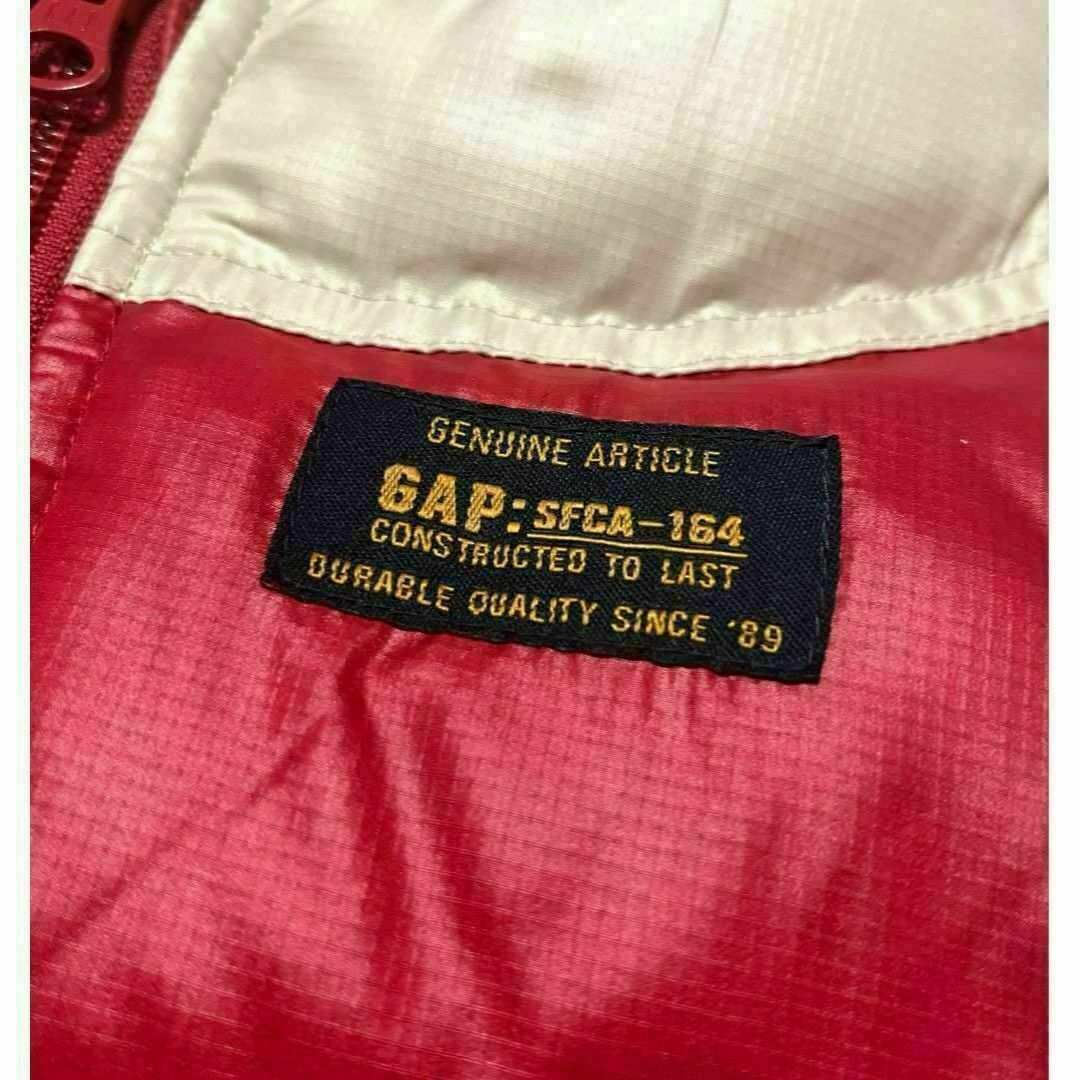 GENUINE ARTICLE
GAP: SFCA-164
CONSTRUCTED TO LAST
DURABLE QUALITY SINCE '89